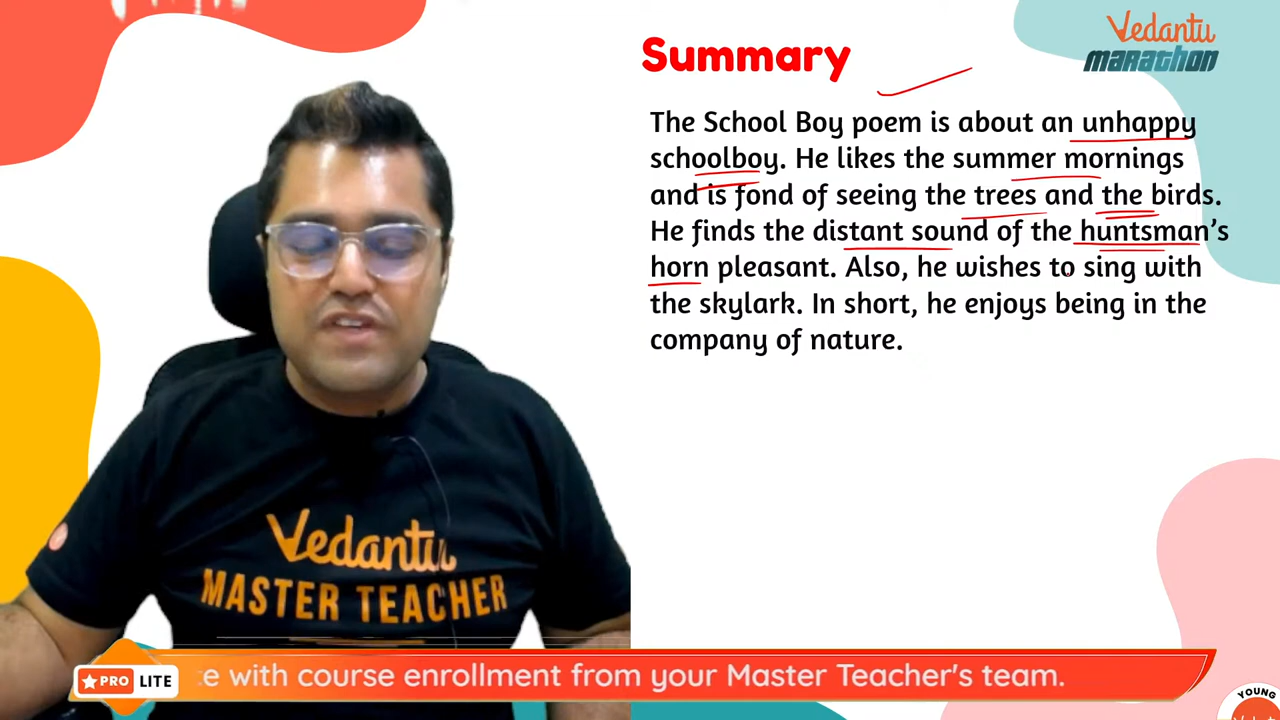 Vedantu
MARATHON
Summary
The School Boy poem is about an unhappy
schoolboy. He likes the summer mornings
and is fond of seeing the trees and the birds.
He finds the distant sound of the huntsman's
horn pleasant. Also, he wishes to sing with
the skylark. In short, he enjoys being in the
company of nature.
Vedantu
MASTER TEACHER
PRO LITE
e with course enrollment from your Master Teacher's team.
YOUNG